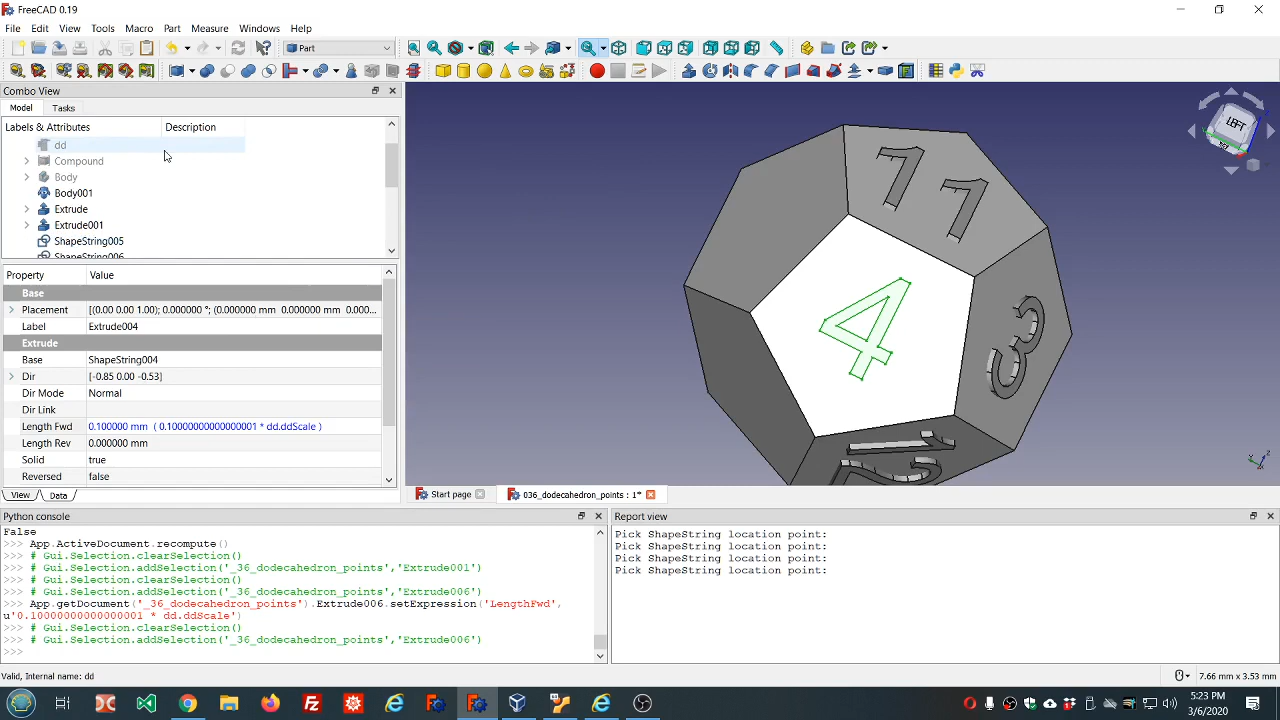 FreeCAD 0.19
File Edit View Tools Macro Part Measure Windows Help
Part
Combo View
Model Tasks
Labels & Attributes Description
dd
Compound
Body
Body001
Extrude
Extrude001
ShapeString005
ShapeString006
Property Value
Base
Placement [(0.00 0.00 1.00); 0.000000 °; (0.000000 mm 0.000000 mm 0.000...
Label Extrude004
Extrude
Base ShapeString004
Dir [-0.85 0.00 -0.53]
Dir Mode Normal
Dir Link
Length Fwd 0.100000 mm ( 0.10000000000000001 * dd.ddScale )
Length Rev 0.000000 mm
Solid true
Reversed false
View Data
LEFT
11
4
3
12
Start page 036_dodecahedron_points : 1*
Python console
False
>>> App.ActiveDocument.recompute()
>>> # Gui.Selection.clearSelection()
>>> # Gui.Selection.addSelection('_36_dodecahedron_points','Extrude001')
>>> # Gui.Selection.clearSelection()
>>> # Gui.Selection.addSelection('_36_dodecahedron_points','Extrude006')
>>> App.getDocument('_36_dodecahedron_points').Extrude006.setExpression('LengthFwd',
u'0.10000000000000001 * dd.ddScale')
>>> # Gui.Selection.clearSelection()
>>> # Gui.Selection.addSelection('_36_dodecahedron_points','Extrude006')
>>>
Report view
Pick ShapeString location point:
Pick ShapeString location point:
Pick ShapeString location point:
Pick ShapeString location point:
Valid, Internal name: dd
7.66 mm x 3.53 mm
5:23 PM
3/6/2020